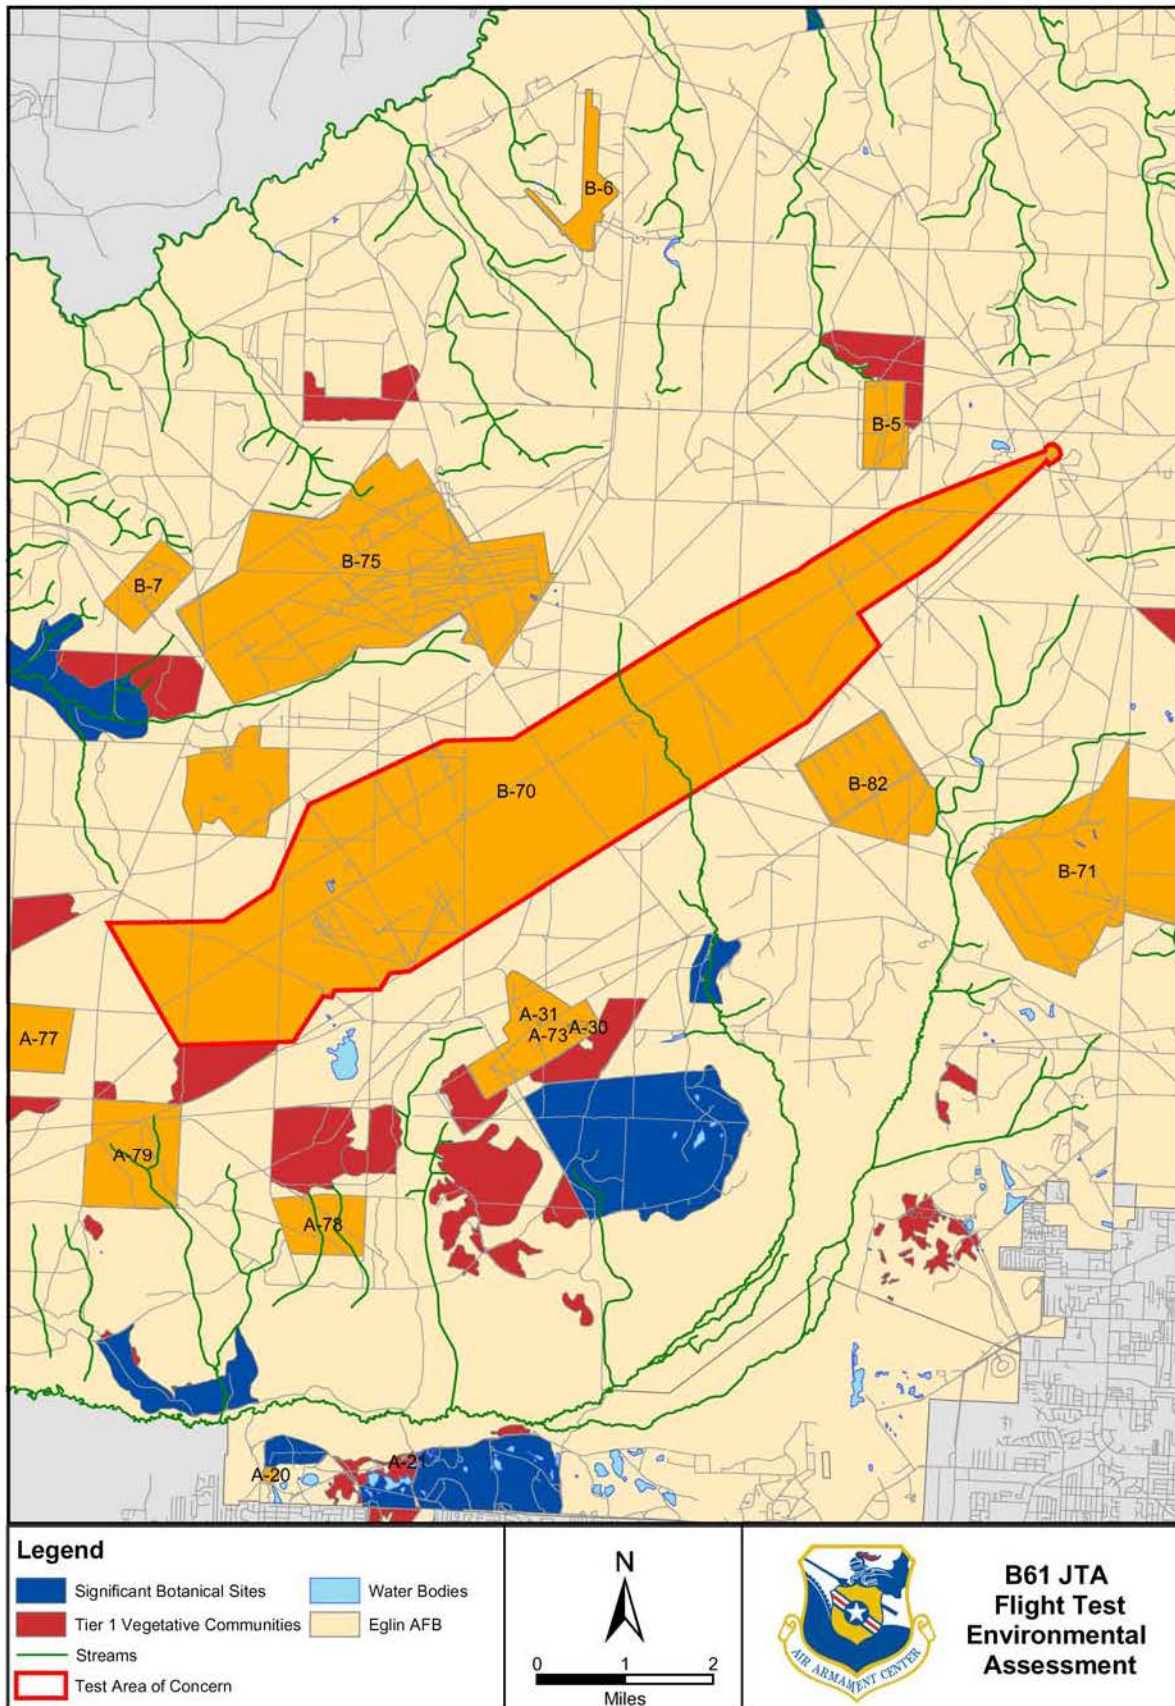 B-6
B-5
B-75
B-7
B-70
B-82
B-71
A-31
A-30
A-73
A-77
A-79
A-78
A-21
A-20
Legend
Significant Botanical Sites
Tier 1 Vegetative Communities
Streams
Test Area of Concern
Water Bodies
Eglin AFB
N
0 1 2
Miles
AIR ARMAMENT CENTER
B61 JTA
Flight Test
Environmental
Assessment